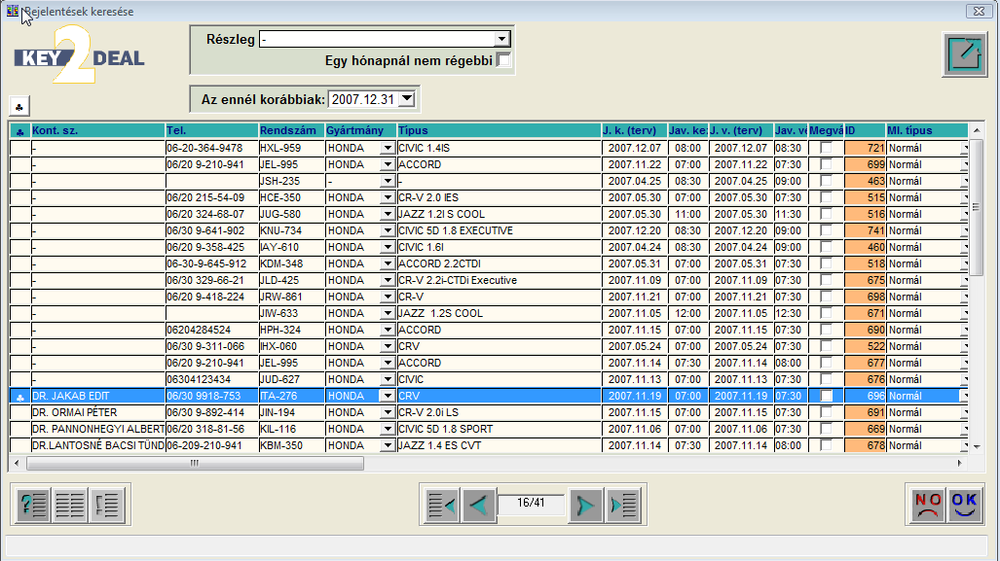 Bejelentések keresése
KEY 2 DEAL
Részleg -
Egy hónapnál nem régebbi
Az ennél korábbiak: 2007.12.31
Kont. sz. Tel. Rendszám Gyártmány Típus J. k. (terv) Jav. ke J. v. (terv) Jav. vé Megvá ID Ml. típus
- 06-20-364-9478 HXL-959 HONDA CIVIC 1.4IS 2007.12.07 08:00 2007.12.07 08:30 721 Normál
- 06/20 9-210-941 JEL-995 HONDA ACCORD 2007.11.22 07:00 2007.11.22 07:30 699 Normál
- JSH-235 - - 2007.04.25 08:30 2007.04.25 09:00 463 Normál
- 06/20 215-54-09 HCE-350 HONDA CR-V 2.0 IES 2007.05.30 07:00 2007.05.30 07:30 515 Normál
- 06/20 324-68-07 JUG-580 HONDA JAZZ 1.2I S COOL 2007.05.30 11:00 2007.05.30 11:30 516 Normál
- 06/30 9-641-902 KNU-734 HONDA CIVIC 5D 1.8 EXECUTIVE 2007.12.20 08:30 2007.12.20 09:00 741 Normál
- 06/20 9-358-425 IAY-610 HONDA CIVIC 1.6I 2007.04.24 08:30 2007.04.24 09:00 460 Normál
- 06-30-9-645-912 KDM-348 HONDA ACCORD 2.2CTDI 2007.05.31 07:00 2007.05.31 07:30 518 Normál
- 06/30 329-66-21 JLD-425 HONDA CR-V 2.2i-CTDi Executive 2007.11.09 07:00 2007.11.09 07:30 675 Normál
- 06/20 9-418-224 JRW-861 HONDA CR-V 2007.11.21 07:00 2007.11.21 07:30 698 Normál
- JIW-633 HONDA JAZZ 1.2S COOL 2007.11.05 12:00 2007.11.05 12:30 671 Normál
- 06204284524 HPH-324 HONDA ACCORD 2007.11.15 07:00 2007.11.15 07:30 690 Normál
- 06/30 9-311-066 IHX-060 HONDA CRV 2007.05.24 07:00 2007.05.24 07:30 522 Normál
- 06/20 9-210-941 JEL-995 HONDA ACCORD 2007.11.14 07:30 2007.11.14 08:00 677 Normál
- 06304123434 JUD-627 HONDA CIVIC 2007.11.13 07:00 2007.11.13 07:30 676 Normál
DR. JAKAB EDIT 06/30 9918-753 ITA-276 HONDA CRV 2007.11.19 07:00 2007.11.19 07:30 696 Normál
DR. ORMAI PÉTER 06/30 9-892-414 JIN-194 HONDA CR-V 2.0i LS 2007.11.15 07:00 2007.11.15 07:30 691 Normál
DR. PANNONHEGYI ALBERT 06/20 318-81-56 KIL-116 HONDA CIVIC 5D 1.8 SPORT 2007.11.06 07:00 2007.11.06 07:30 669 Normál
DR.LANTOSNÉ BACSI TÜND 06-209-210-941 KBM-350 HONDA JAZZ 1.4 ES CVT 2007.11.14 07:30 2007.11.14 08:00 678 Normál
16/41
NO OK